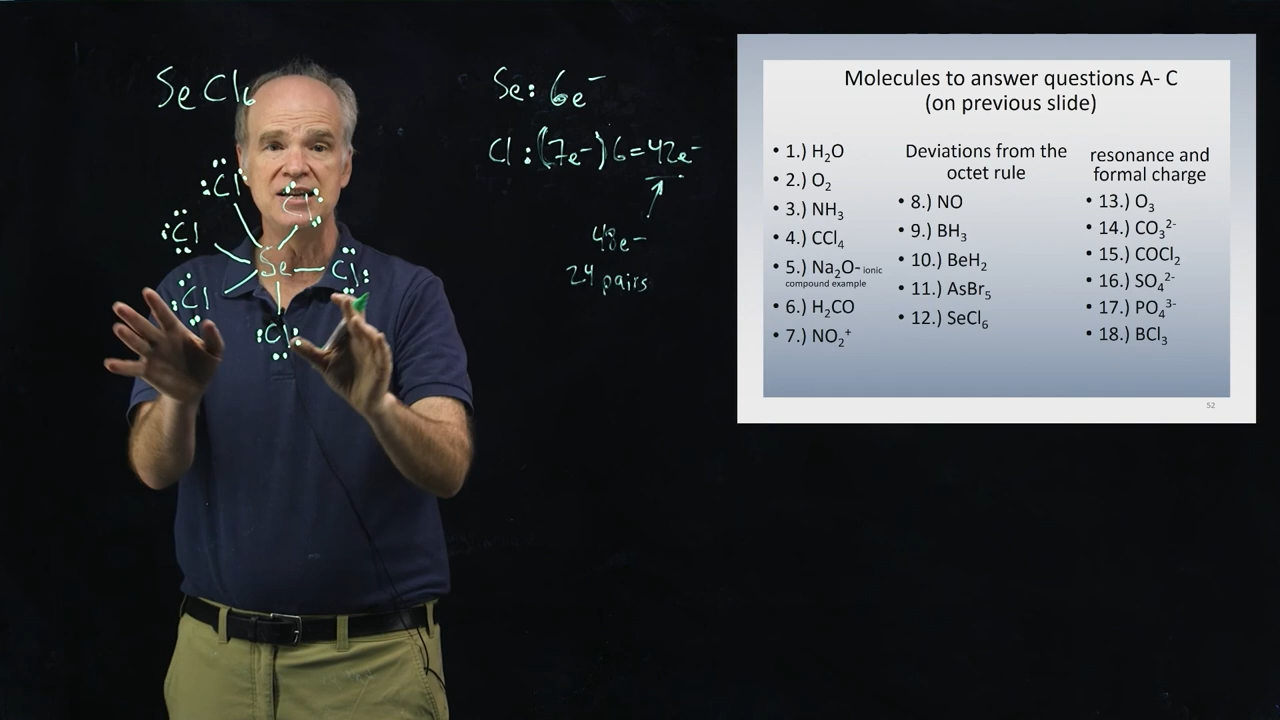 SeCl₆
Se: 6e⁻
Cl: (7e⁻)6=42e⁻
48e⁻
24 pairs
Cl
Cl
Cl
Se
Cl
Cl
Cl
Molecules to answer questions A- C
(on previous slide)
• 1.) H₂O
• 2.) O₂
• 3.) NH₃
• 4.) CCl₄
• 5.) Na₂O- ionic
compound example
• 6.) H₂CO
• 7.) NO₂⁺
Deviations from the
octet rule
• 8.) NO
• 9.) BH₃
• 10.) BeH₂
• 11.) AsBr₅
• 12.) SeCl₆
resonance and
formal charge
• 13.) O₃
• 14.) CO₃²⁻
• 15.) COCl₂
• 16.) SO₄²⁻
• 17.) PO₄³⁻
• 18.) BCl₃
52